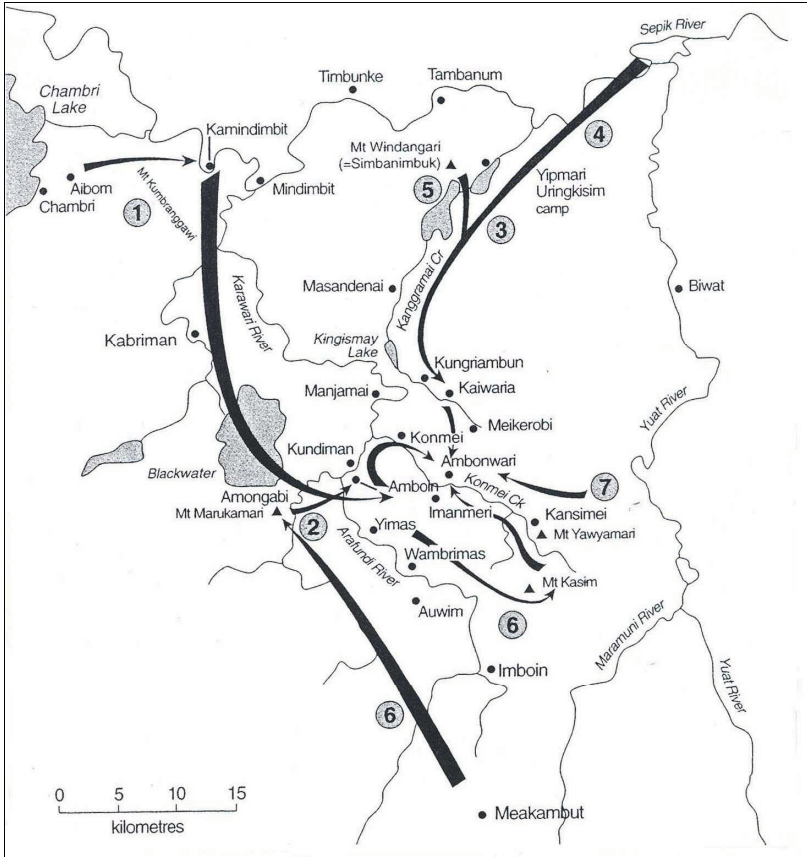 Sepik River
Timbunke
Tambanum
Chambri
Lake
Kamindimbit
4
Mt Windangari
(=Simbanimbuk)
Aibom
Chambri
Mt Kumbranggawi
Mindimbit
5
Yipmari
Uringkisim
camp
1
3
Karawari River
Masandenai
Kanggramai Cr
Biwat
Kabriman
Kingismay
Lake
Kungriambun
Manjamai
Kaiwaria
Yuat River
Meikerobi
Konmei
Kundiman
Blackwater
Ambonwari
Konmei Ck
7
Amongabi
Mt Marukamari
Amboin
Imanmeri
2
Kansimei
Yimas
Mt Yawyamari
Arafundi River
Wambrimas
Mt Kasim
Auwim
6
Maramuni River
Imboin
Yuat River
6
0 5 10 15
kilometres
Meakambut